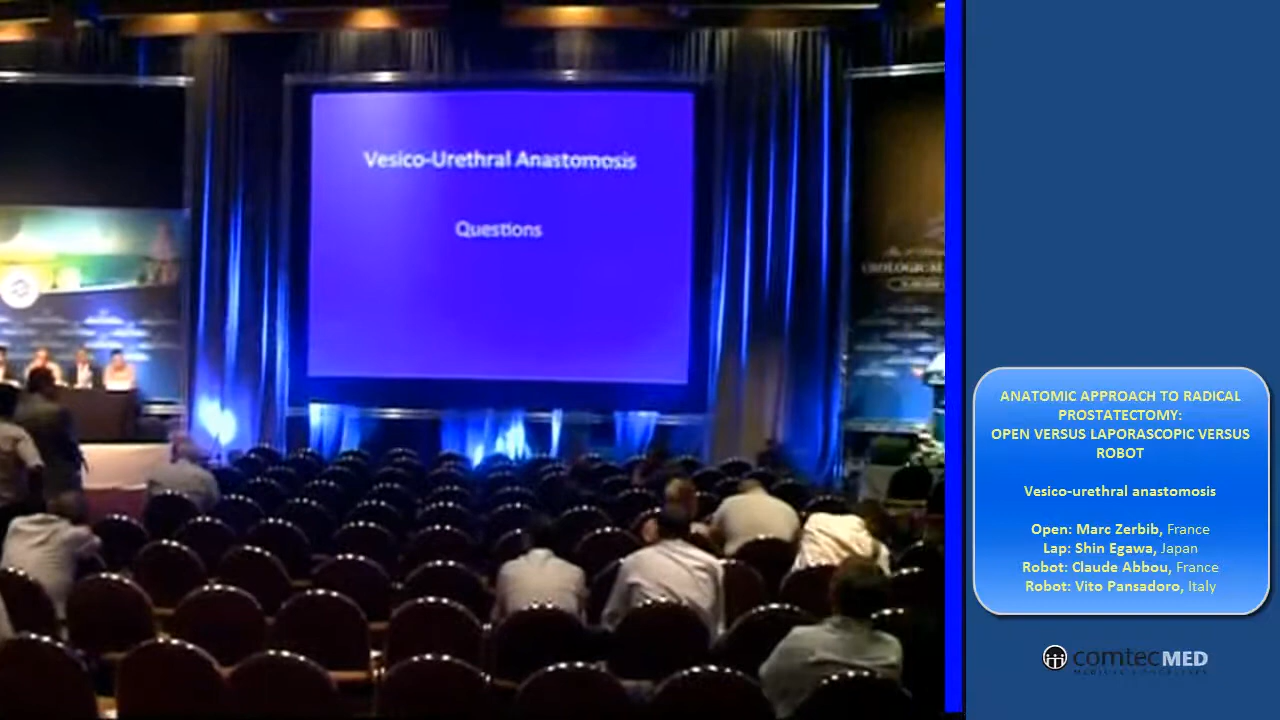 Vesico-Urethral Anastomosis
Questions
ANATOMIC APPROACH TO RADICAL
PROSTATECTOMY:
OPEN VERSUS LAPORASCOPIC VERSUS
ROBOT
Vesico-urethral anastomosis
Open: Marc Zerbib, France
Lap: Shin Egawa, Japan
Robot: Claude Abbou, France
Robot: Vito Pansadoro, Italy
comtecMED